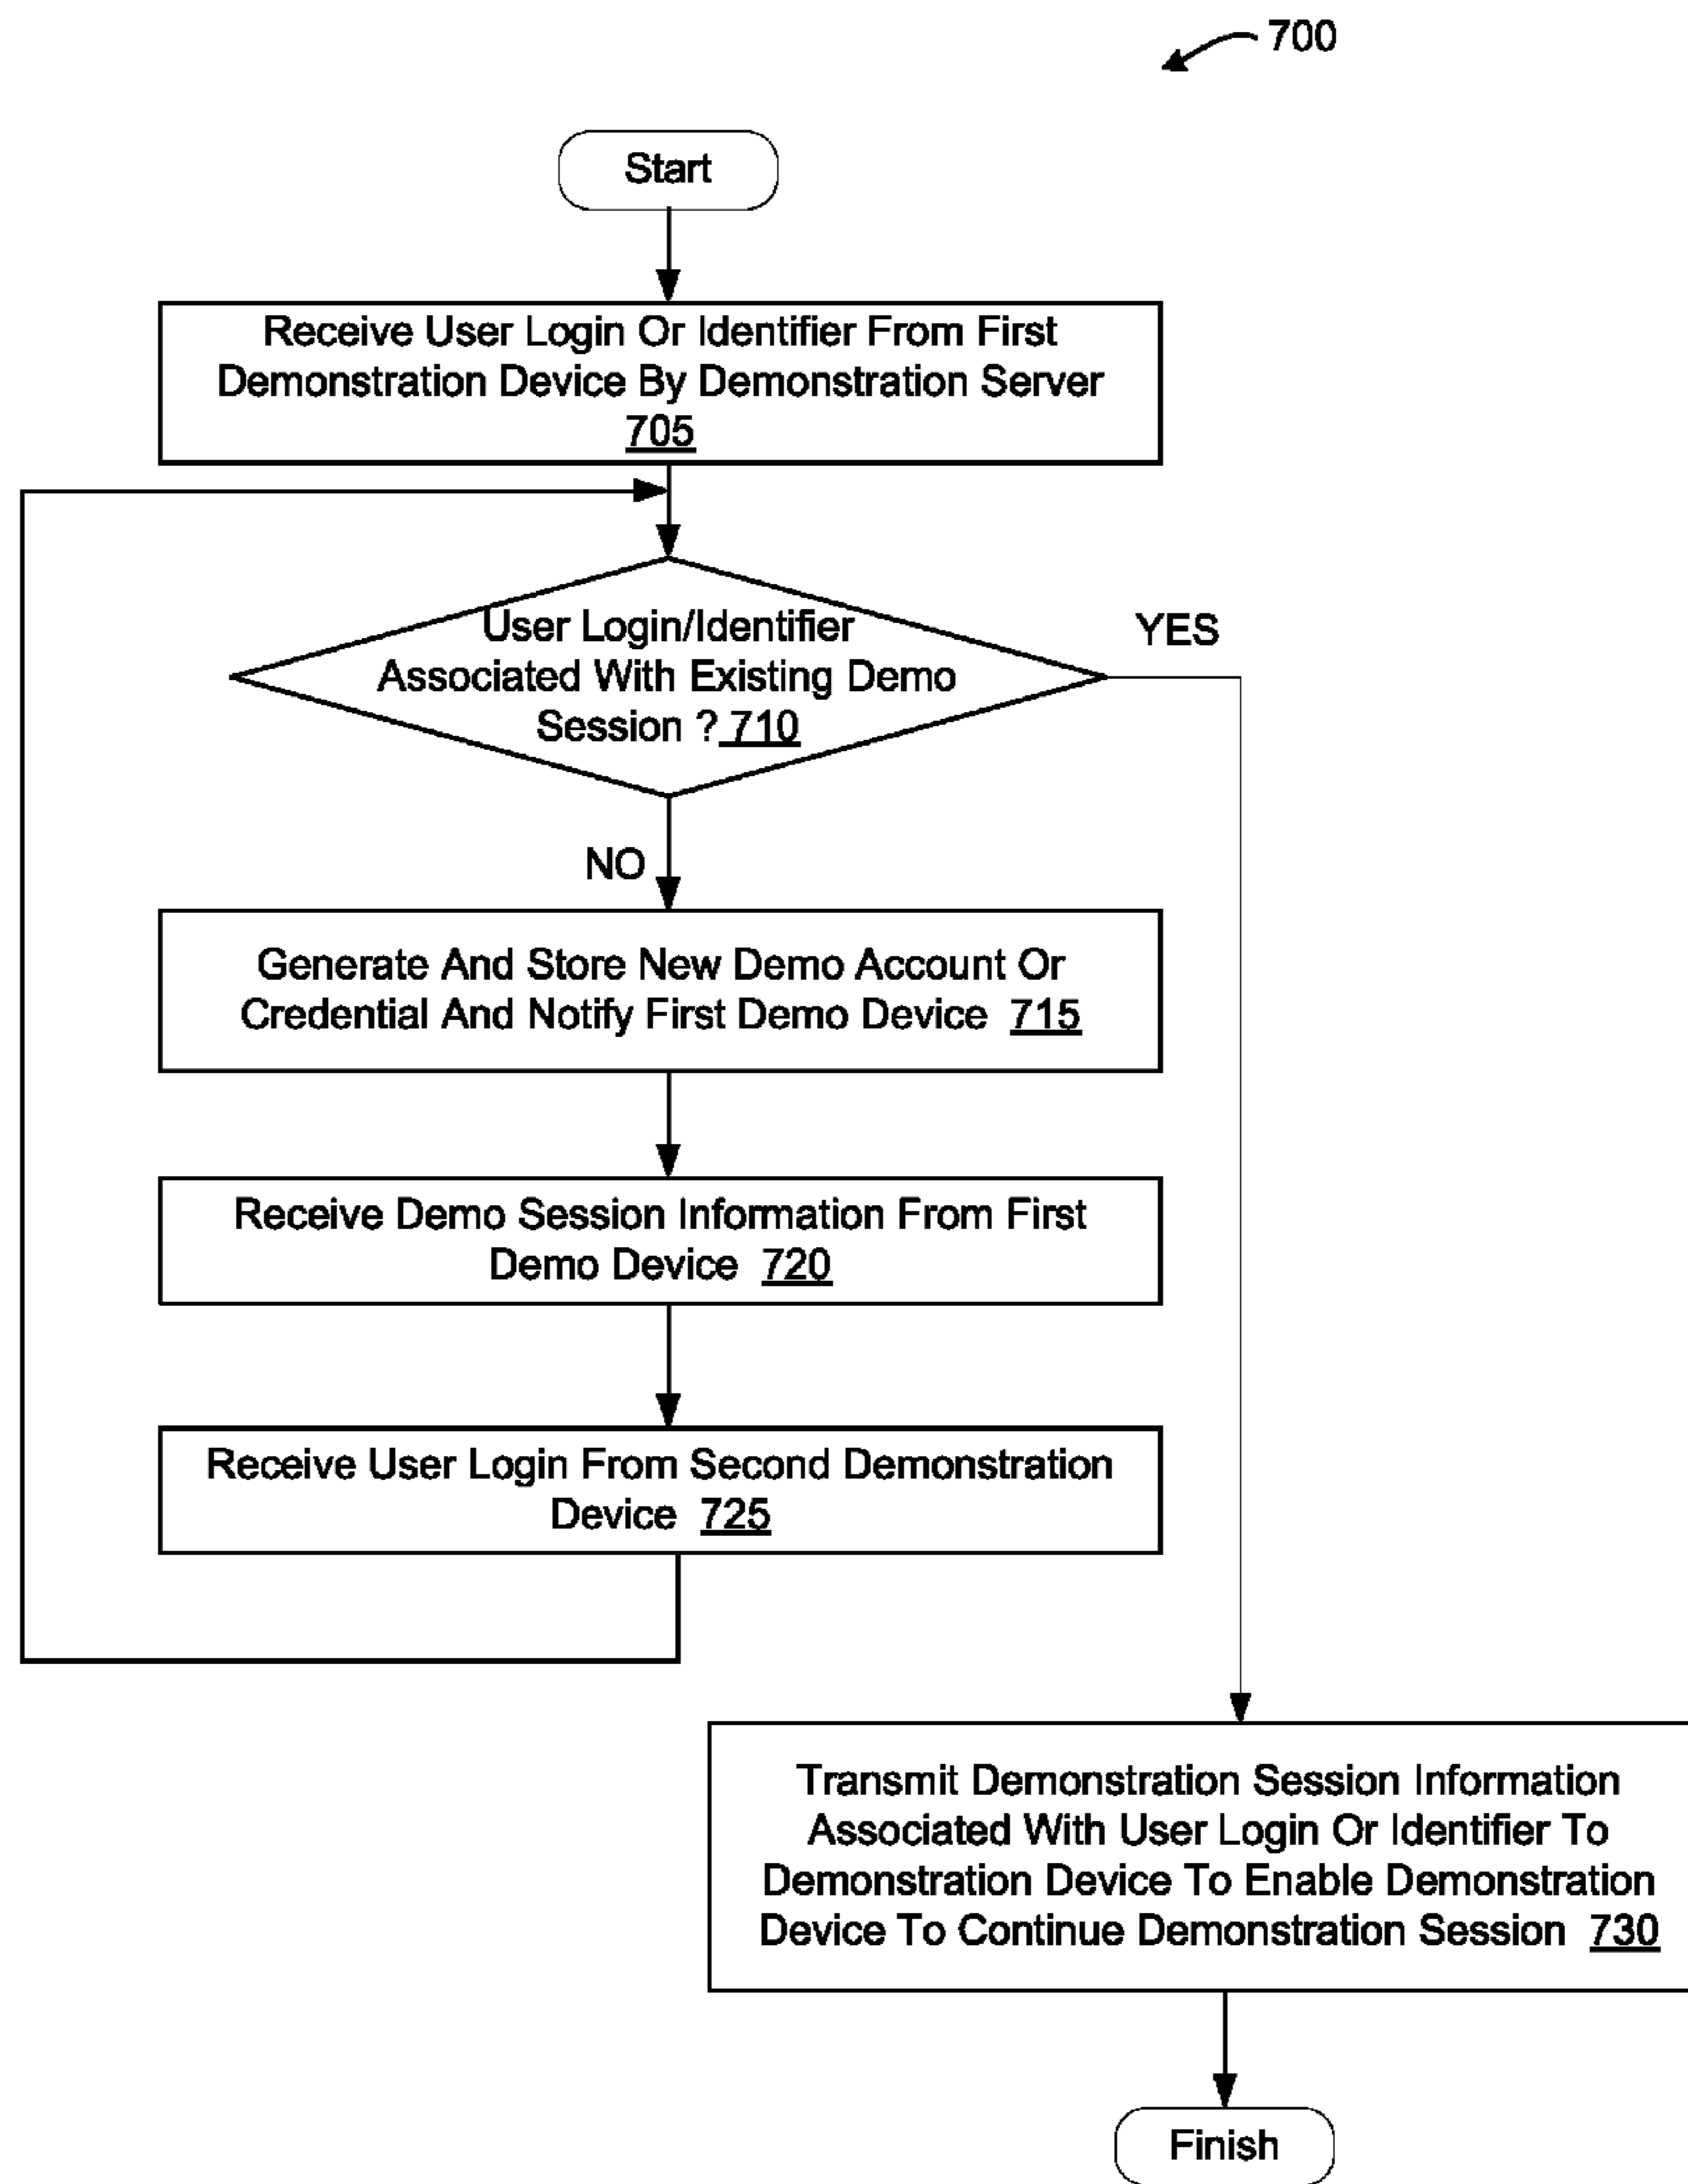 700
Start
Receive User Login Or Identifier From First
Demonstration Device By Demonstration Server
705
User Login/Identifier
Associated With Existing Demo
Session ? 710
YES
NO
Generate And Store New Demo Account Or
Credential And Notify First Demo Device 715
Receive Demo Session Information From First
Demo Device 720
Receive User Login From Second Demonstration
Device 725
Transmit Demonstration Session Information
Associated With User Login Or Identifier To
Demonstration Device To Enable Demonstration
Device To Continue Demonstration Session 730
Finish